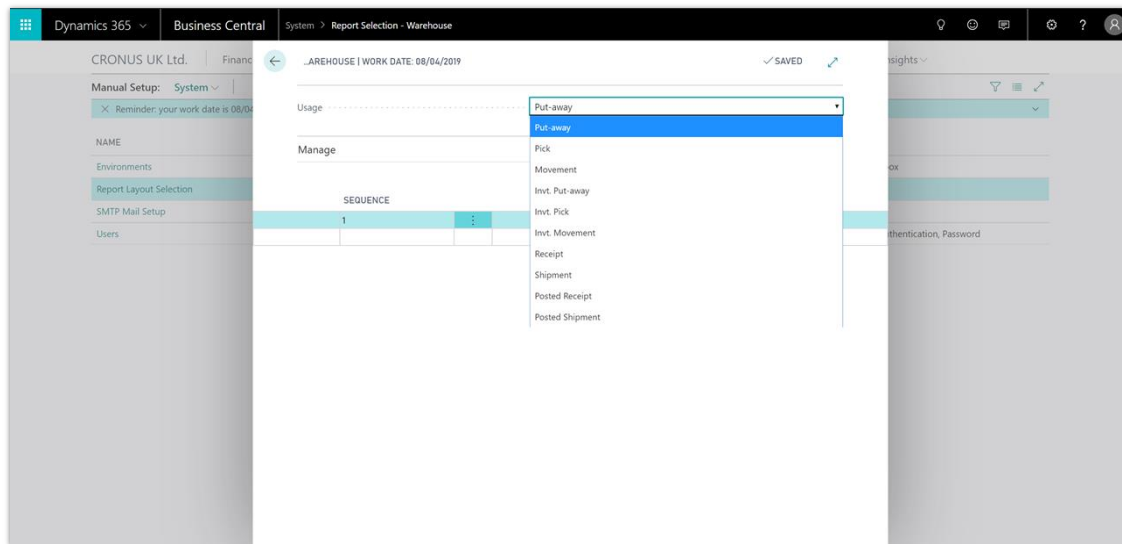 Dynamics 365 Business Central System > Report Selection - Warehouse ?
CRONUS UK Ltd. Financ ...AREHOUSE | WORK DATE: 08/04/2019 ✓ SAVED nsights
Manual Setup: System
× Reminder: your work date is 08/04
Usage Put-away
Put-away
NAME
Manage
Pick
Environments
Movement
ox
Report Layout Selection
Invt. Put-away
SEQUENCE
SMTP Mail Setup
1
Invt. Pick
Users
Invt. Movement
thentication, Password
Receipt
Shipment
Posted Receipt
Posted Shipment